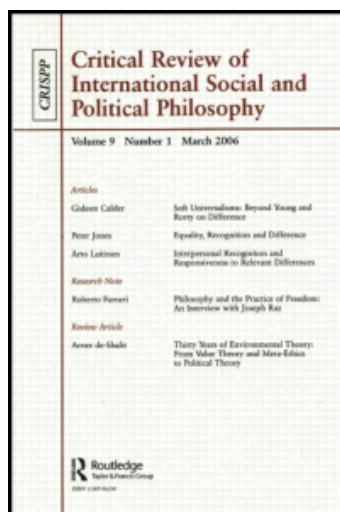 CRISPP
Critical Review of
International Social and
Political Philosophy
Volume 9 Number 1 March 2006
Articles
Gideon Calder Soft Universalisms: Beyond Young and
Rorty on Difference
Peter Jones Equality, Recognition and Difference
Arto Laitinen Interpersonal Recognition and
Responsiveness to Relevant Differences
Research Note
Roberto Farneri Philosophy and the Practice of Freedom:
An Interview with Joseph Raz
Review Article
Avner de-Shalit Thirty Years of Environmental Theory:
From Value Theory and Meta-Ethics
to Political Theory
Routledge
Taylor & Francis Group